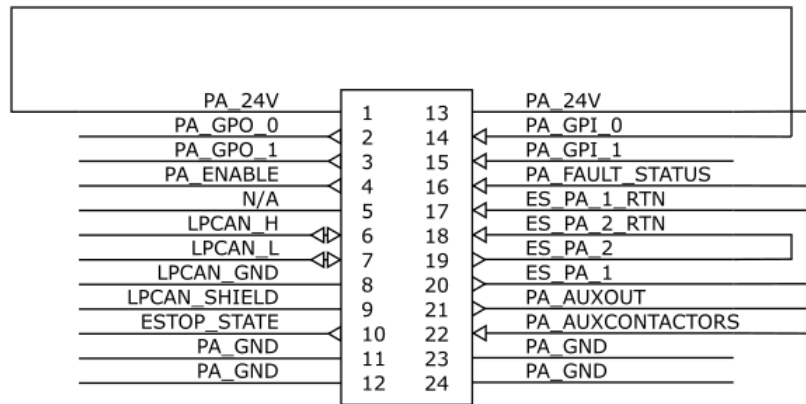 PA_24V 1 13 PA_24V
PA_GPO_0 2 14 PA_GPI_0
PA_GPO_1 3 15 PA_GPI_1
PA_ENABLE 4 16 PA_FAULT_STATUS
N/A 5 17 ES_PA_1_RTN
LPCAN_H 6 18 ES_PA_2_RTN
LPCAN_L 7 19 ES_PA_2
LPCAN_GND 8 20 ES_PA_1
LPCAN_SHIELD 9 21 PA_AUXOUT
ESTOP_STATE 10 22 PA_AUXCONTACTORS
PA_GND 11 23 PA_GND
PA_GND 12 24 PA_GND